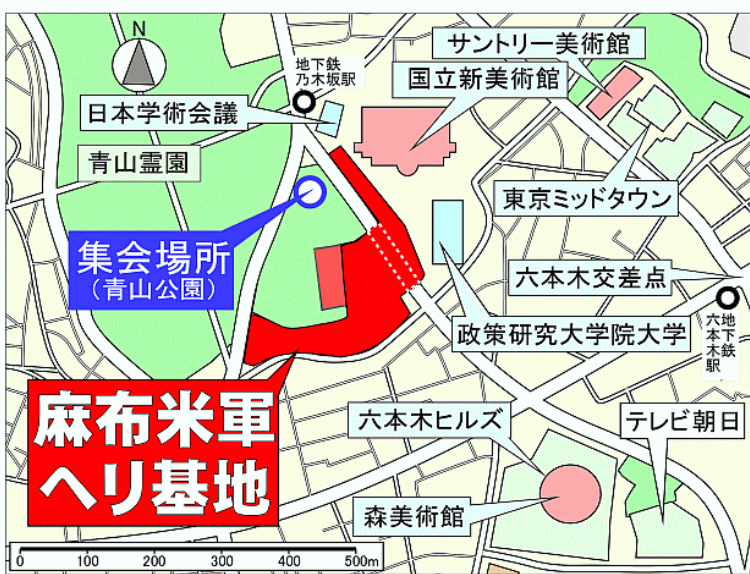 N
サントリー美術館
地下鉄
乃木坂駅
国立新美術館
日本学術会議
青山霊園
東京ミッドタウン
集会場所
（青山公園）
六本木交差点
地下鉄
六本木駅
政策研究大学院大学
麻布米軍
ヘリ基地
六本木ヒルズ
テレビ朝日
森美術館
0 100 200 300 400 500m